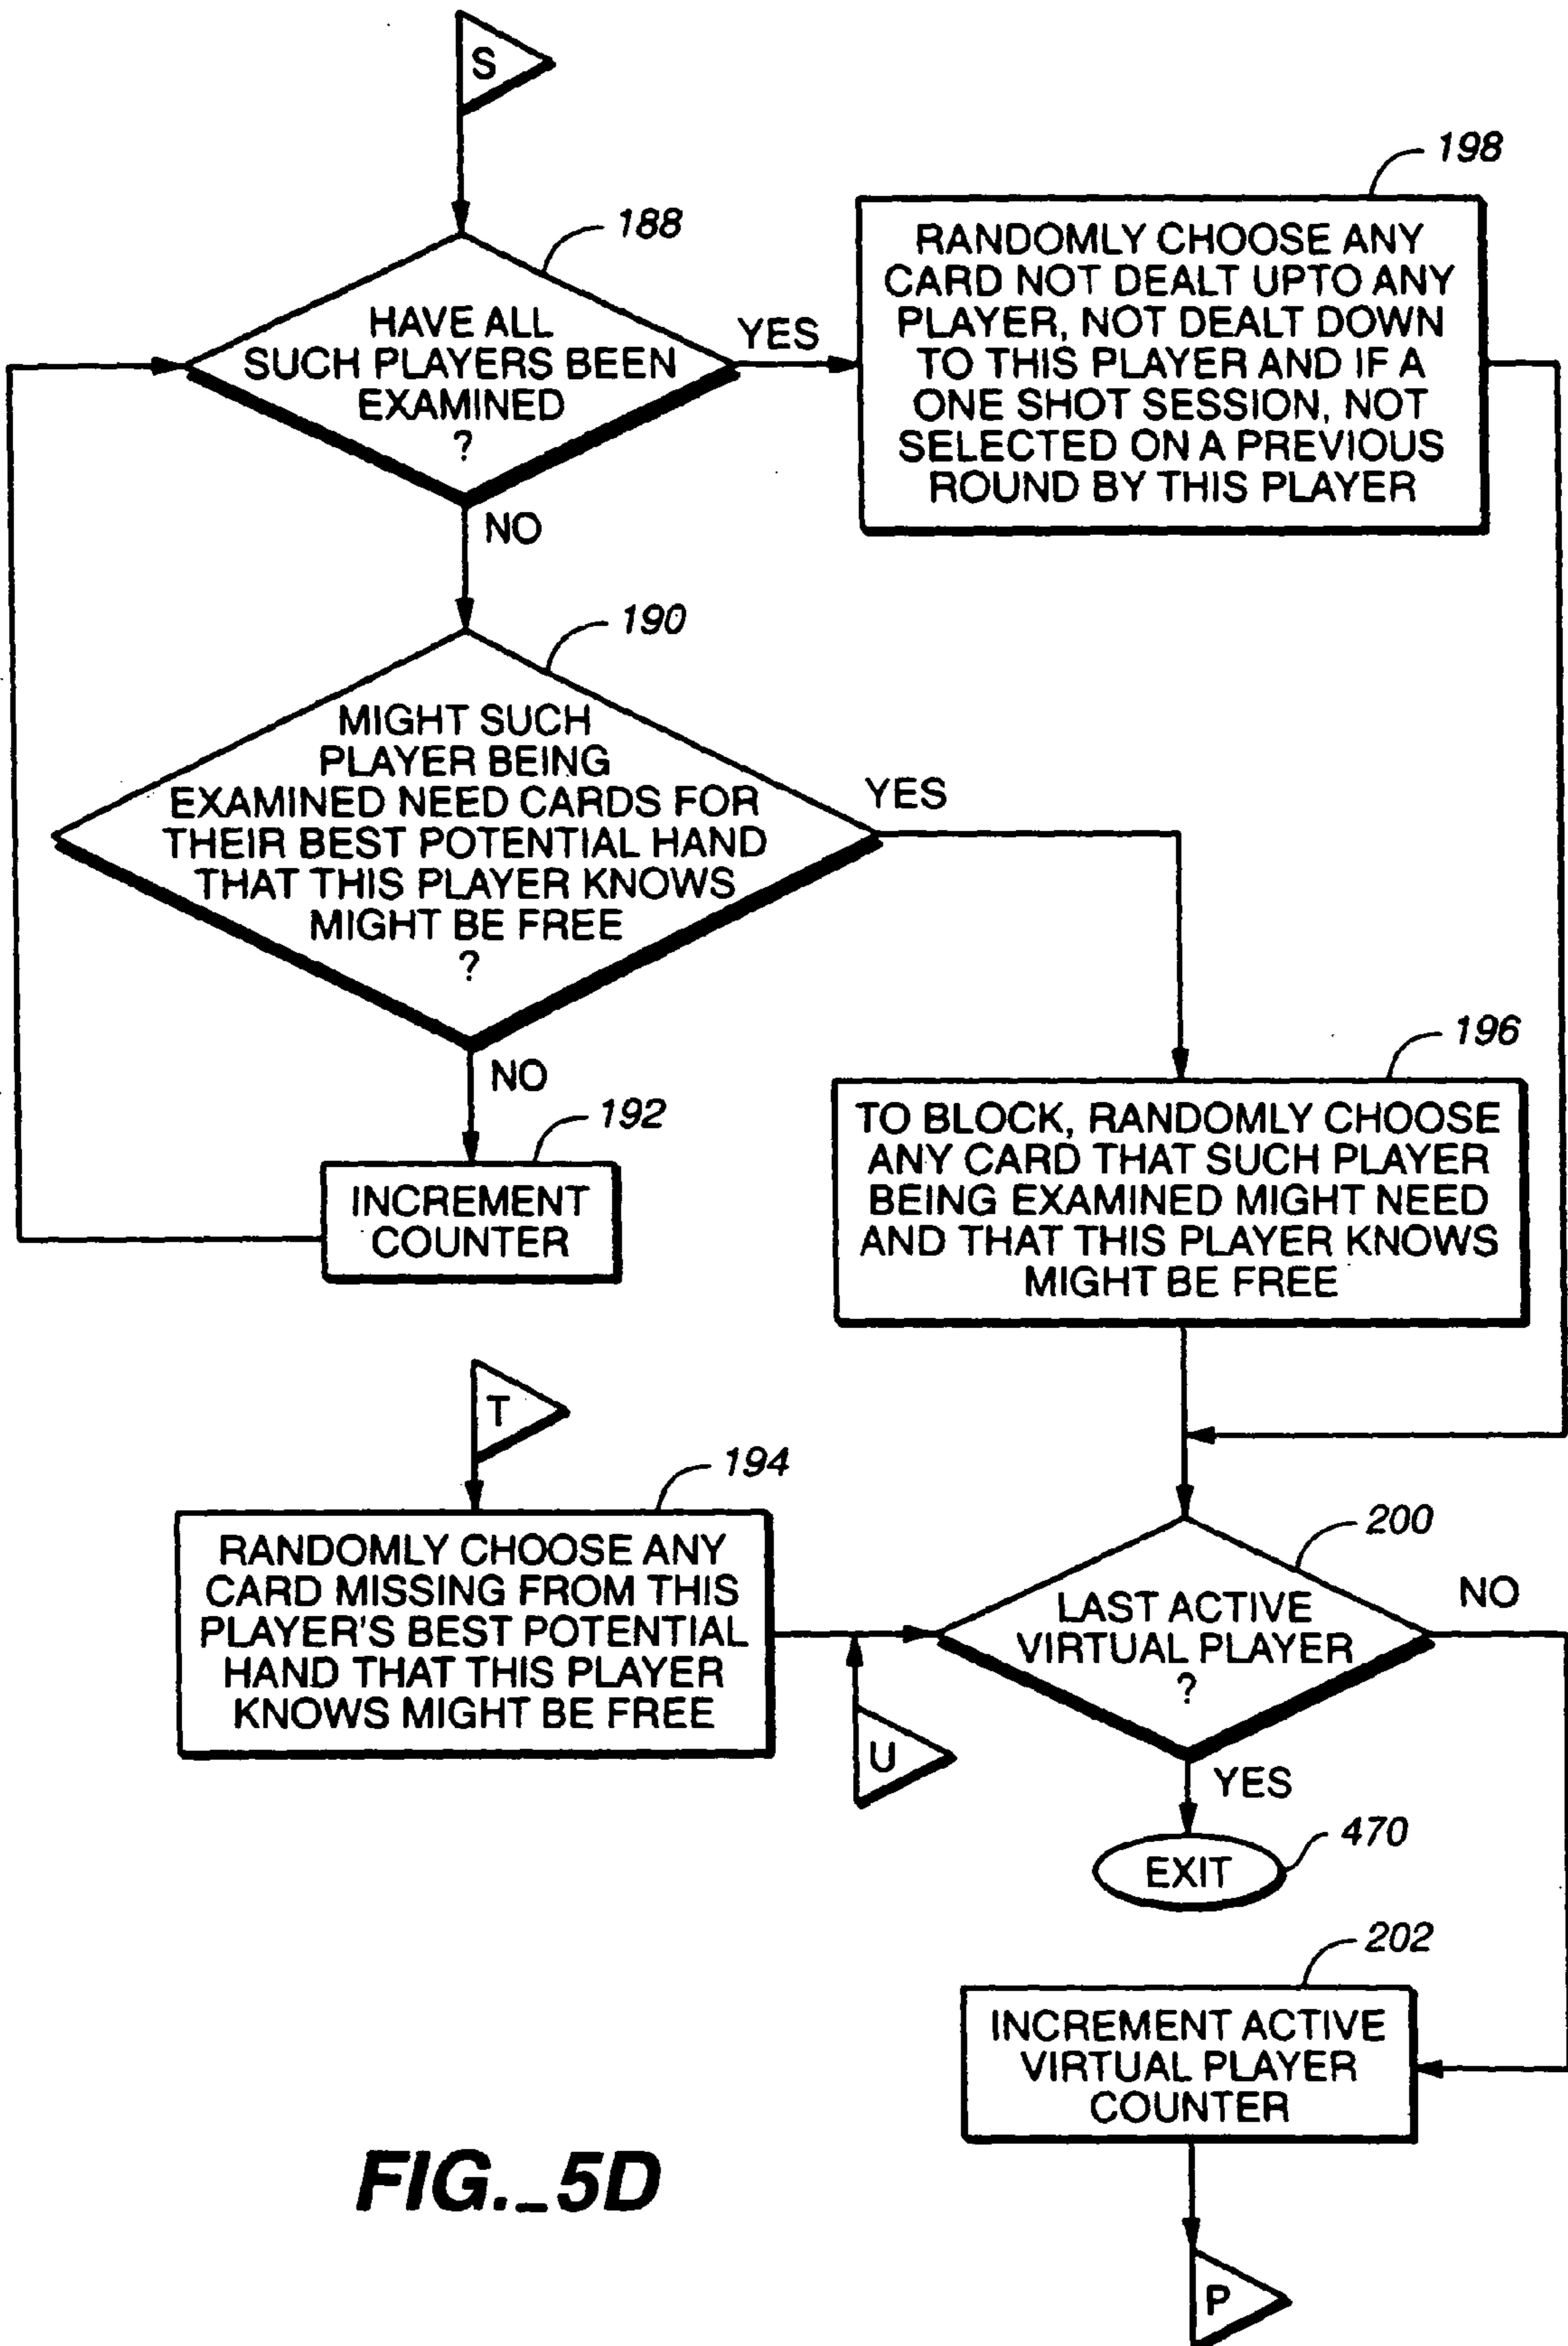 S
188
HAVE ALL
SUCH PLAYERS BEEN
EXAMINED
?
YES
NO
198
RANDOMLY CHOOSE ANY
CARD NOT DEALT UPTO ANY
PLAYER, NOT DEALT DOWN
TO THIS PLAYER AND IF A
ONE SHOT SESSION, NOT
SELECTED ON A PREVIOUS
ROUND BY THIS PLAYER
190
MIGHT SUCH
PLAYER BEING
EXAMINED NEED CARDS FOR
THEIR BEST POTENTIAL HAND
THAT THIS PLAYER KNOWS
MIGHT BE FREE
?
YES
NO
192
INCREMENT
COUNTER
196
TO BLOCK, RANDOMLY CHOOSE
ANY CARD THAT SUCH PLAYER
BEING EXAMINED MIGHT NEED
AND THAT THIS PLAYER KNOWS
MIGHT BE FREE
T
194
RANDOMLY CHOOSE ANY
CARD MISSING FROM THIS
PLAYER'S BEST POTENTIAL
HAND THAT THIS PLAYER
KNOWS MIGHT BE FREE
U
200
LAST ACTIVE
VIRTUAL PLAYER
?
NO
YES
EXIT
470
202
INCREMENT ACTIVE
VIRTUAL PLAYER
COUNTER
P
FIG._5D